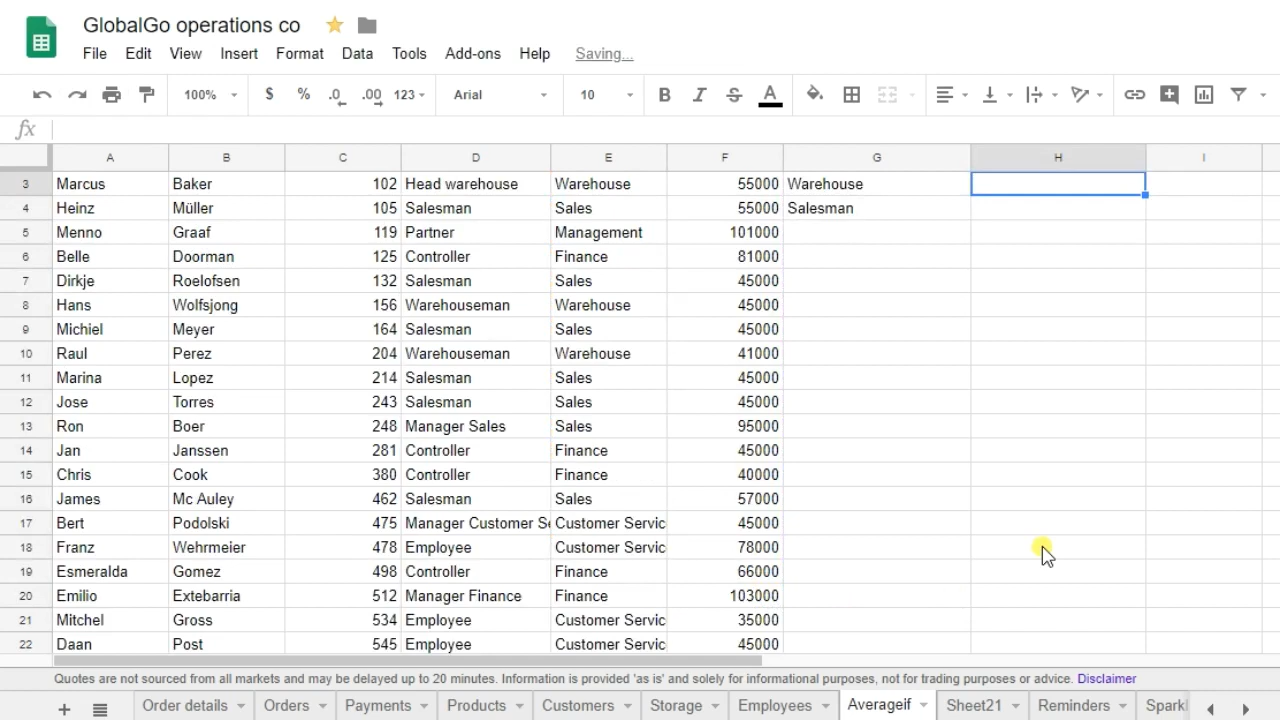 GlobalGo operations co
File Edit View Insert Format Data Tools Add-ons Help Saving...
100% $ % .0 .00 123 Arial 10 B I S A
fx
A B C D E F G H I
3 Marcus Baker 102 Head warehouse Warehouse 55000 Warehouse
4 Heinz Müller 105 Salesman Sales 55000 Salesman
5 Menno Graaf 119 Partner Management 101000
6 Belle Doorman 125 Controller Finance 81000
7 Dirkje Roelofsen 132 Salesman Sales 45000
8 Hans Wolfsjong 156 Warehouseman Warehouse 45000
9 Michiel Meyer 164 Salesman Sales 45000
10 Raul Perez 204 Warehouseman Warehouse 41000
11 Marina Lopez 214 Salesman Sales 45000
12 Jose Torres 243 Salesman Sales 45000
13 Ron Boer 248 Manager Sales Sales 95000
14 Jan Janssen 281 Controller Finance 45000
15 Chris Cook 380 Controller Finance 40000
16 James Mc Auley 462 Salesman Sales 57000
17 Bert Podolski 475 Manager Customer Se Customer Servic 45000
18 Franz Wehrmeier 478 Employee Customer Servic 78000
19 Esmeralda Gomez 498 Controller Finance 66000
20 Emilio Extebarria 512 Manager Finance Finance 103000
21 Mitchel Gross 534 Employee Customer Servic 35000
22 Daan Post 545 Employee Customer Servic 45000
Quotes are not sourced from all markets and may be delayed up to 20 minutes. Information is provided 'as is' and solely for informational purposes, not for trading purposes or advice. Disclaimer
Order details Orders Payments Products Customers Storage Employees Averageif Sheet21 Reminders Sparkl